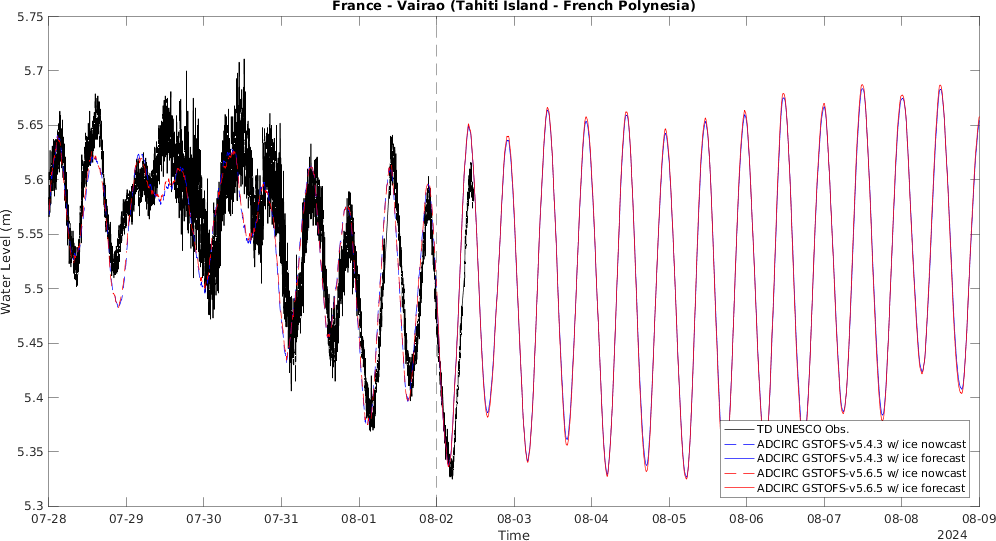 France - Vairao (Tahiti Island - French Polynesia)
5.75
5.7
5.65
5.6
5.55
5.5
5.45
5.4
5.35
5.3
Water Level (m)
TD UNESCO Obs.
ADCIRC GSTOFS-v5.4.3 w/ ice nowcast
ADCIRC GSTOFS-v5.4.3 w/ ice forecast
ADCIRC GSTOFS-v5.6.5 w/ ice nowcast
ADCIRC GSTOFS-v5.6.5 w/ ice forecast
07-28 07-29 07-30 07-31 08-01 08-02 08-03 08-04 08-05 08-06 08-07 08-08 08-09
Time
2024